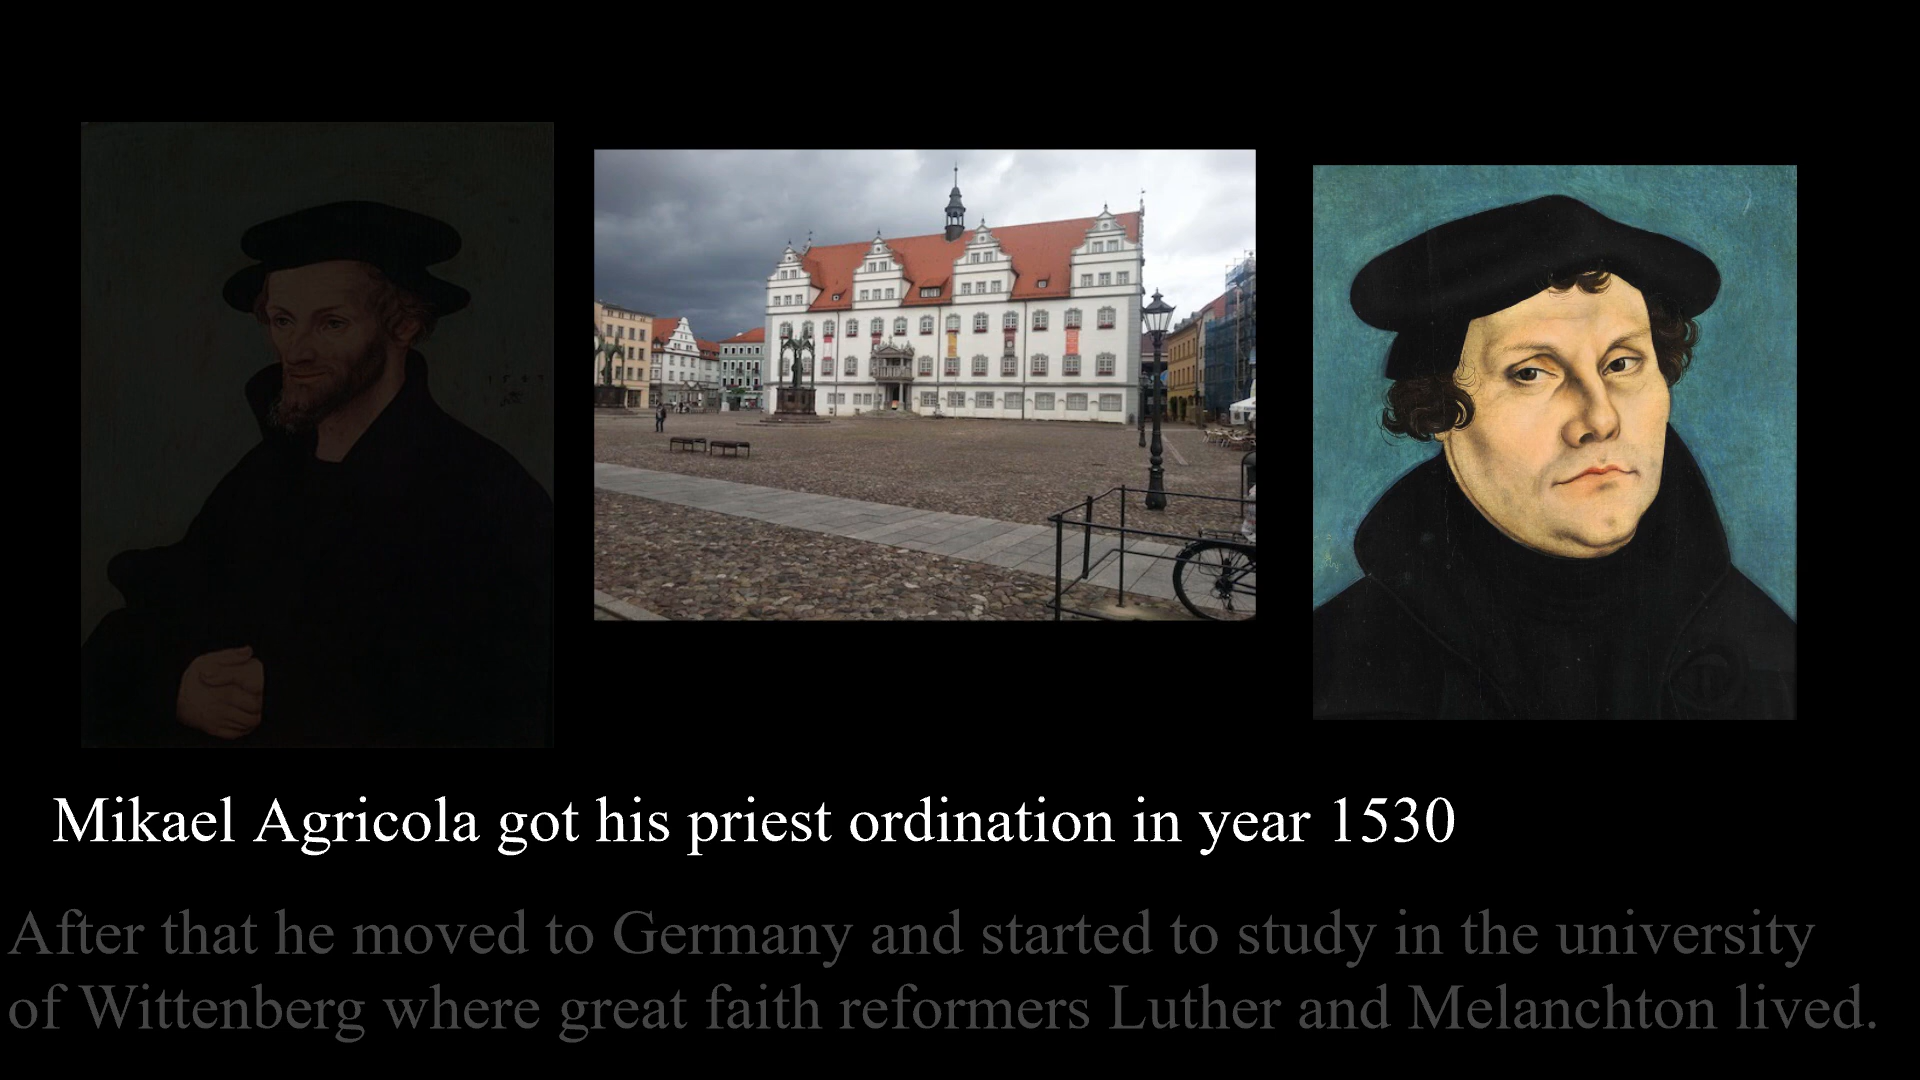 Mikael Agricola got his priest ordination in year 1530
After that he moved to Germany and started to study in the university
of Wittenberg where great faith reformers Luther and Melanchton lived.